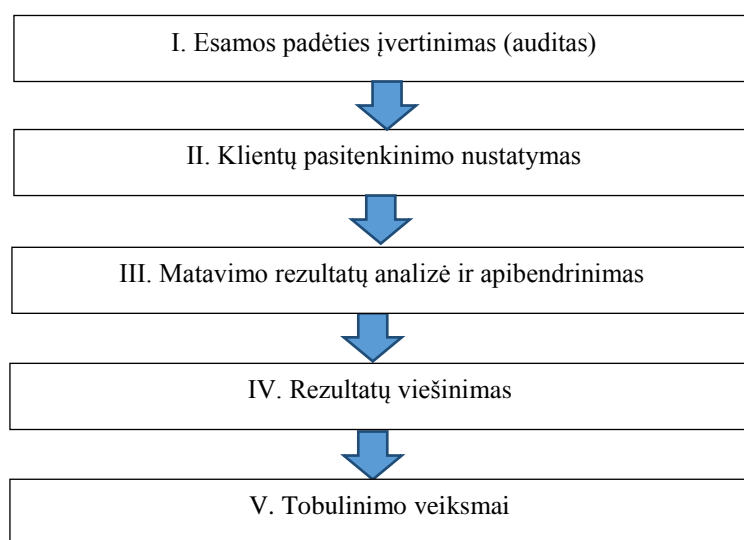 I. Esamos padėties įvertinimas (auditas)
II. Klientų pasitenkinimo nustatymas
III. Matavimo rezultatų analizė ir apibendrinimas
IV. Rezultatų viešinimas
V. Tobulinimo veiksmai